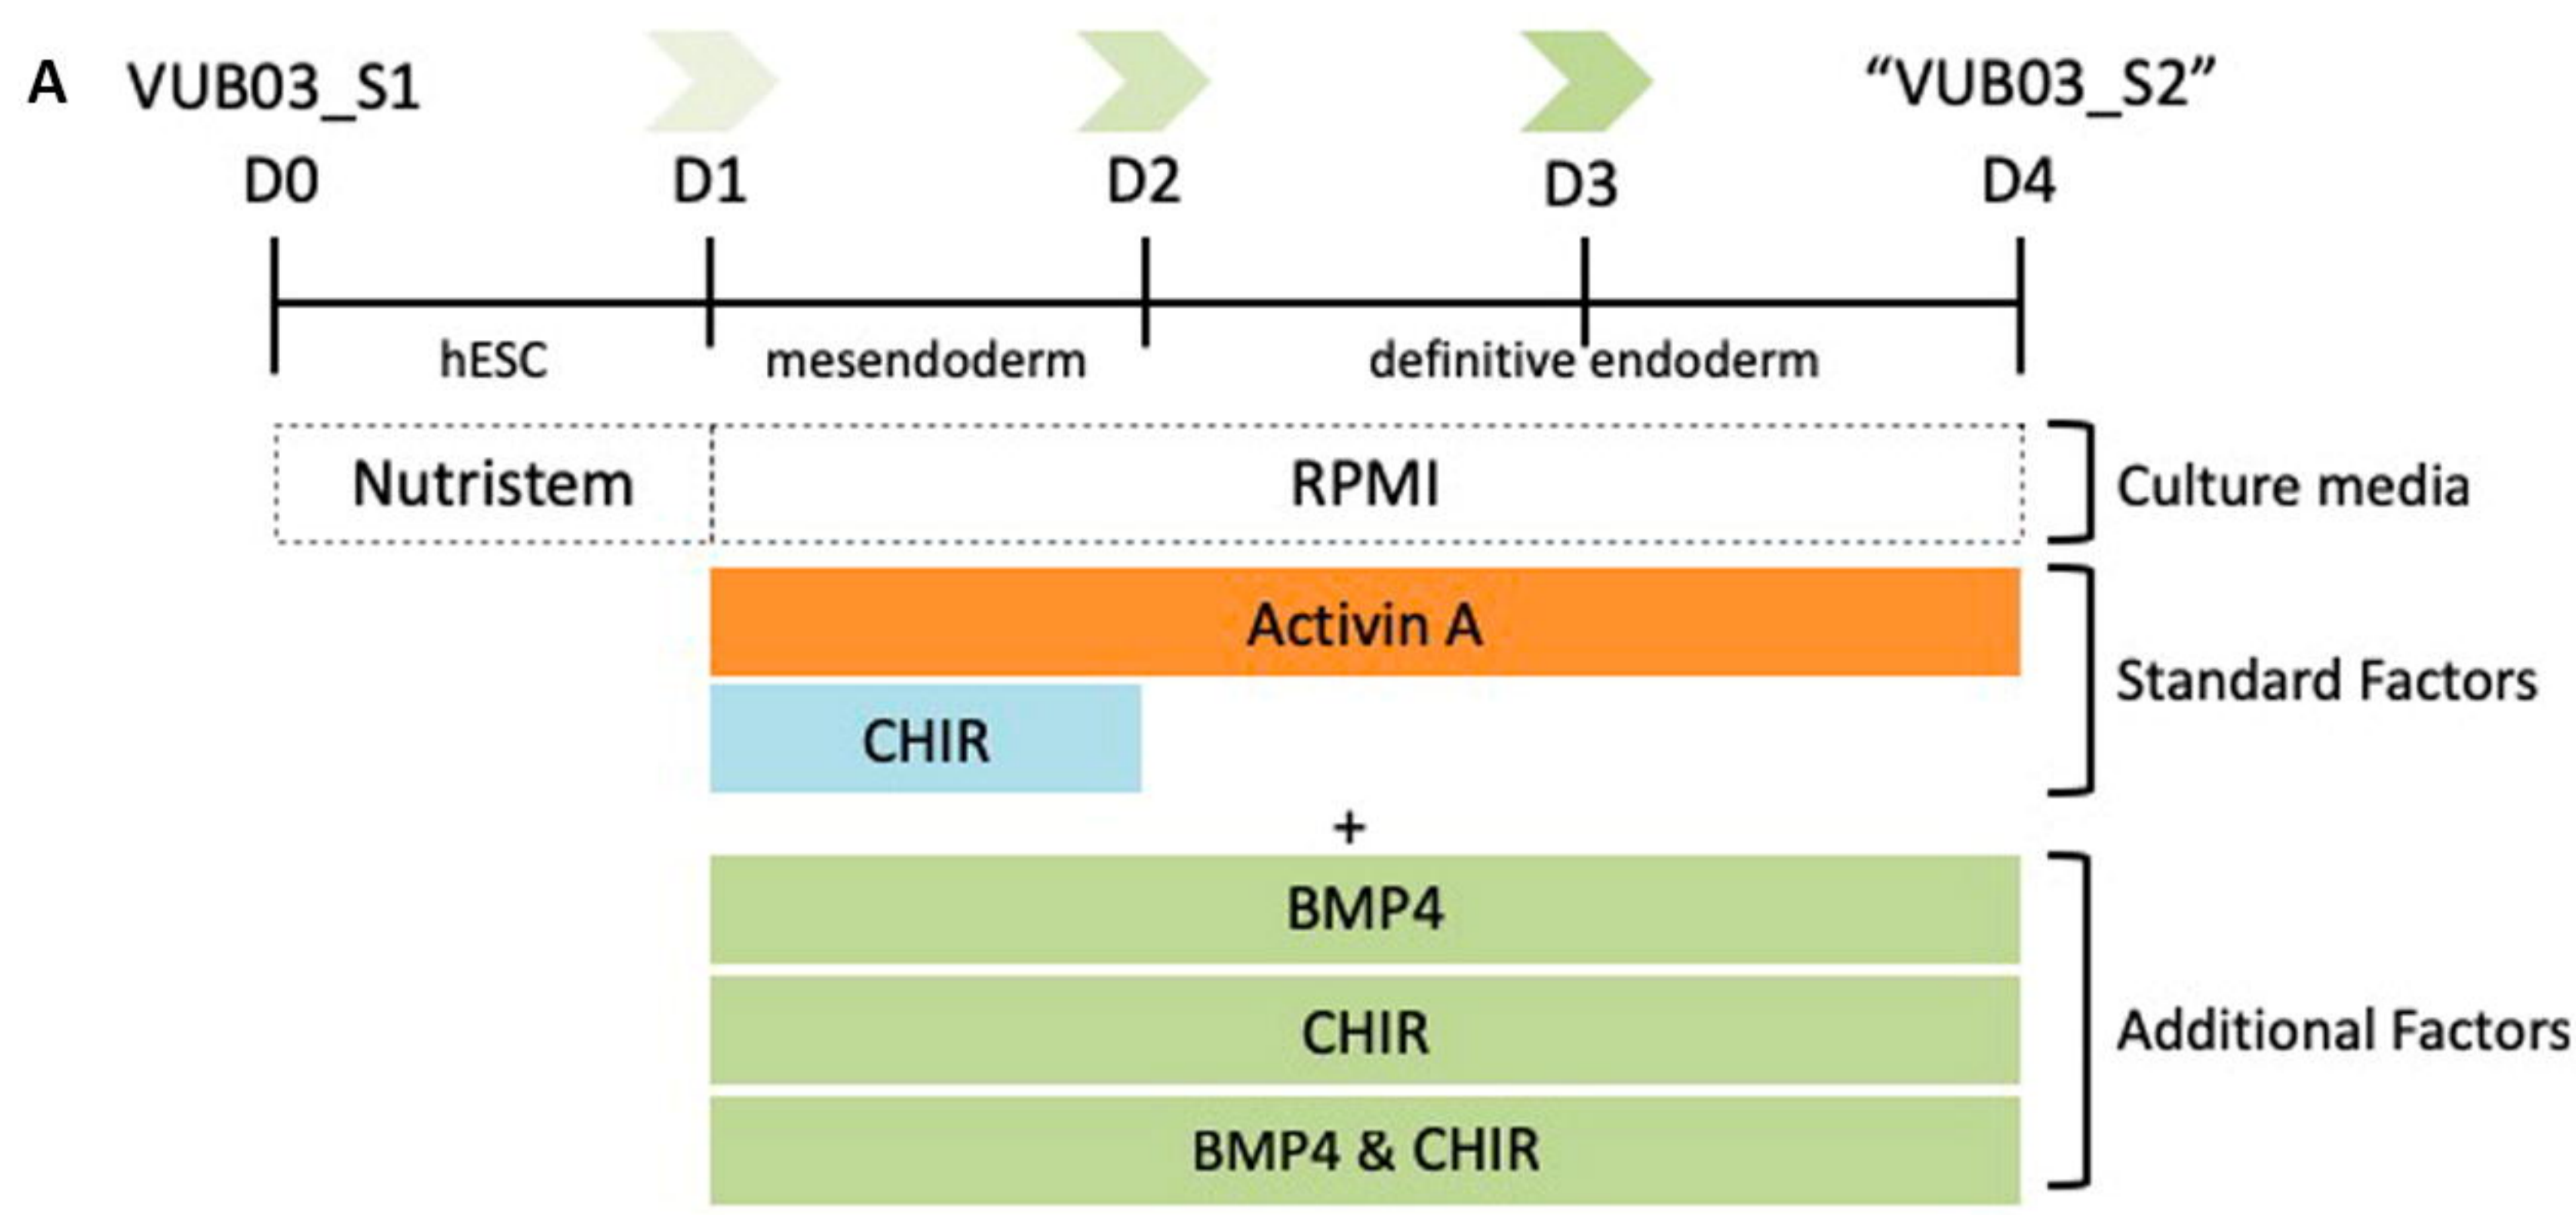 A
VUB03_S1
“VUB03_S2”
D0 D1 D2 D3 D4
hESC mesendoderm definitive endoderm
Nutristem RPMI Culture media
Activin A
Standard Factors
CHIR
+
BMP4
CHIR
Additional Factors
BMP4 & CHIR